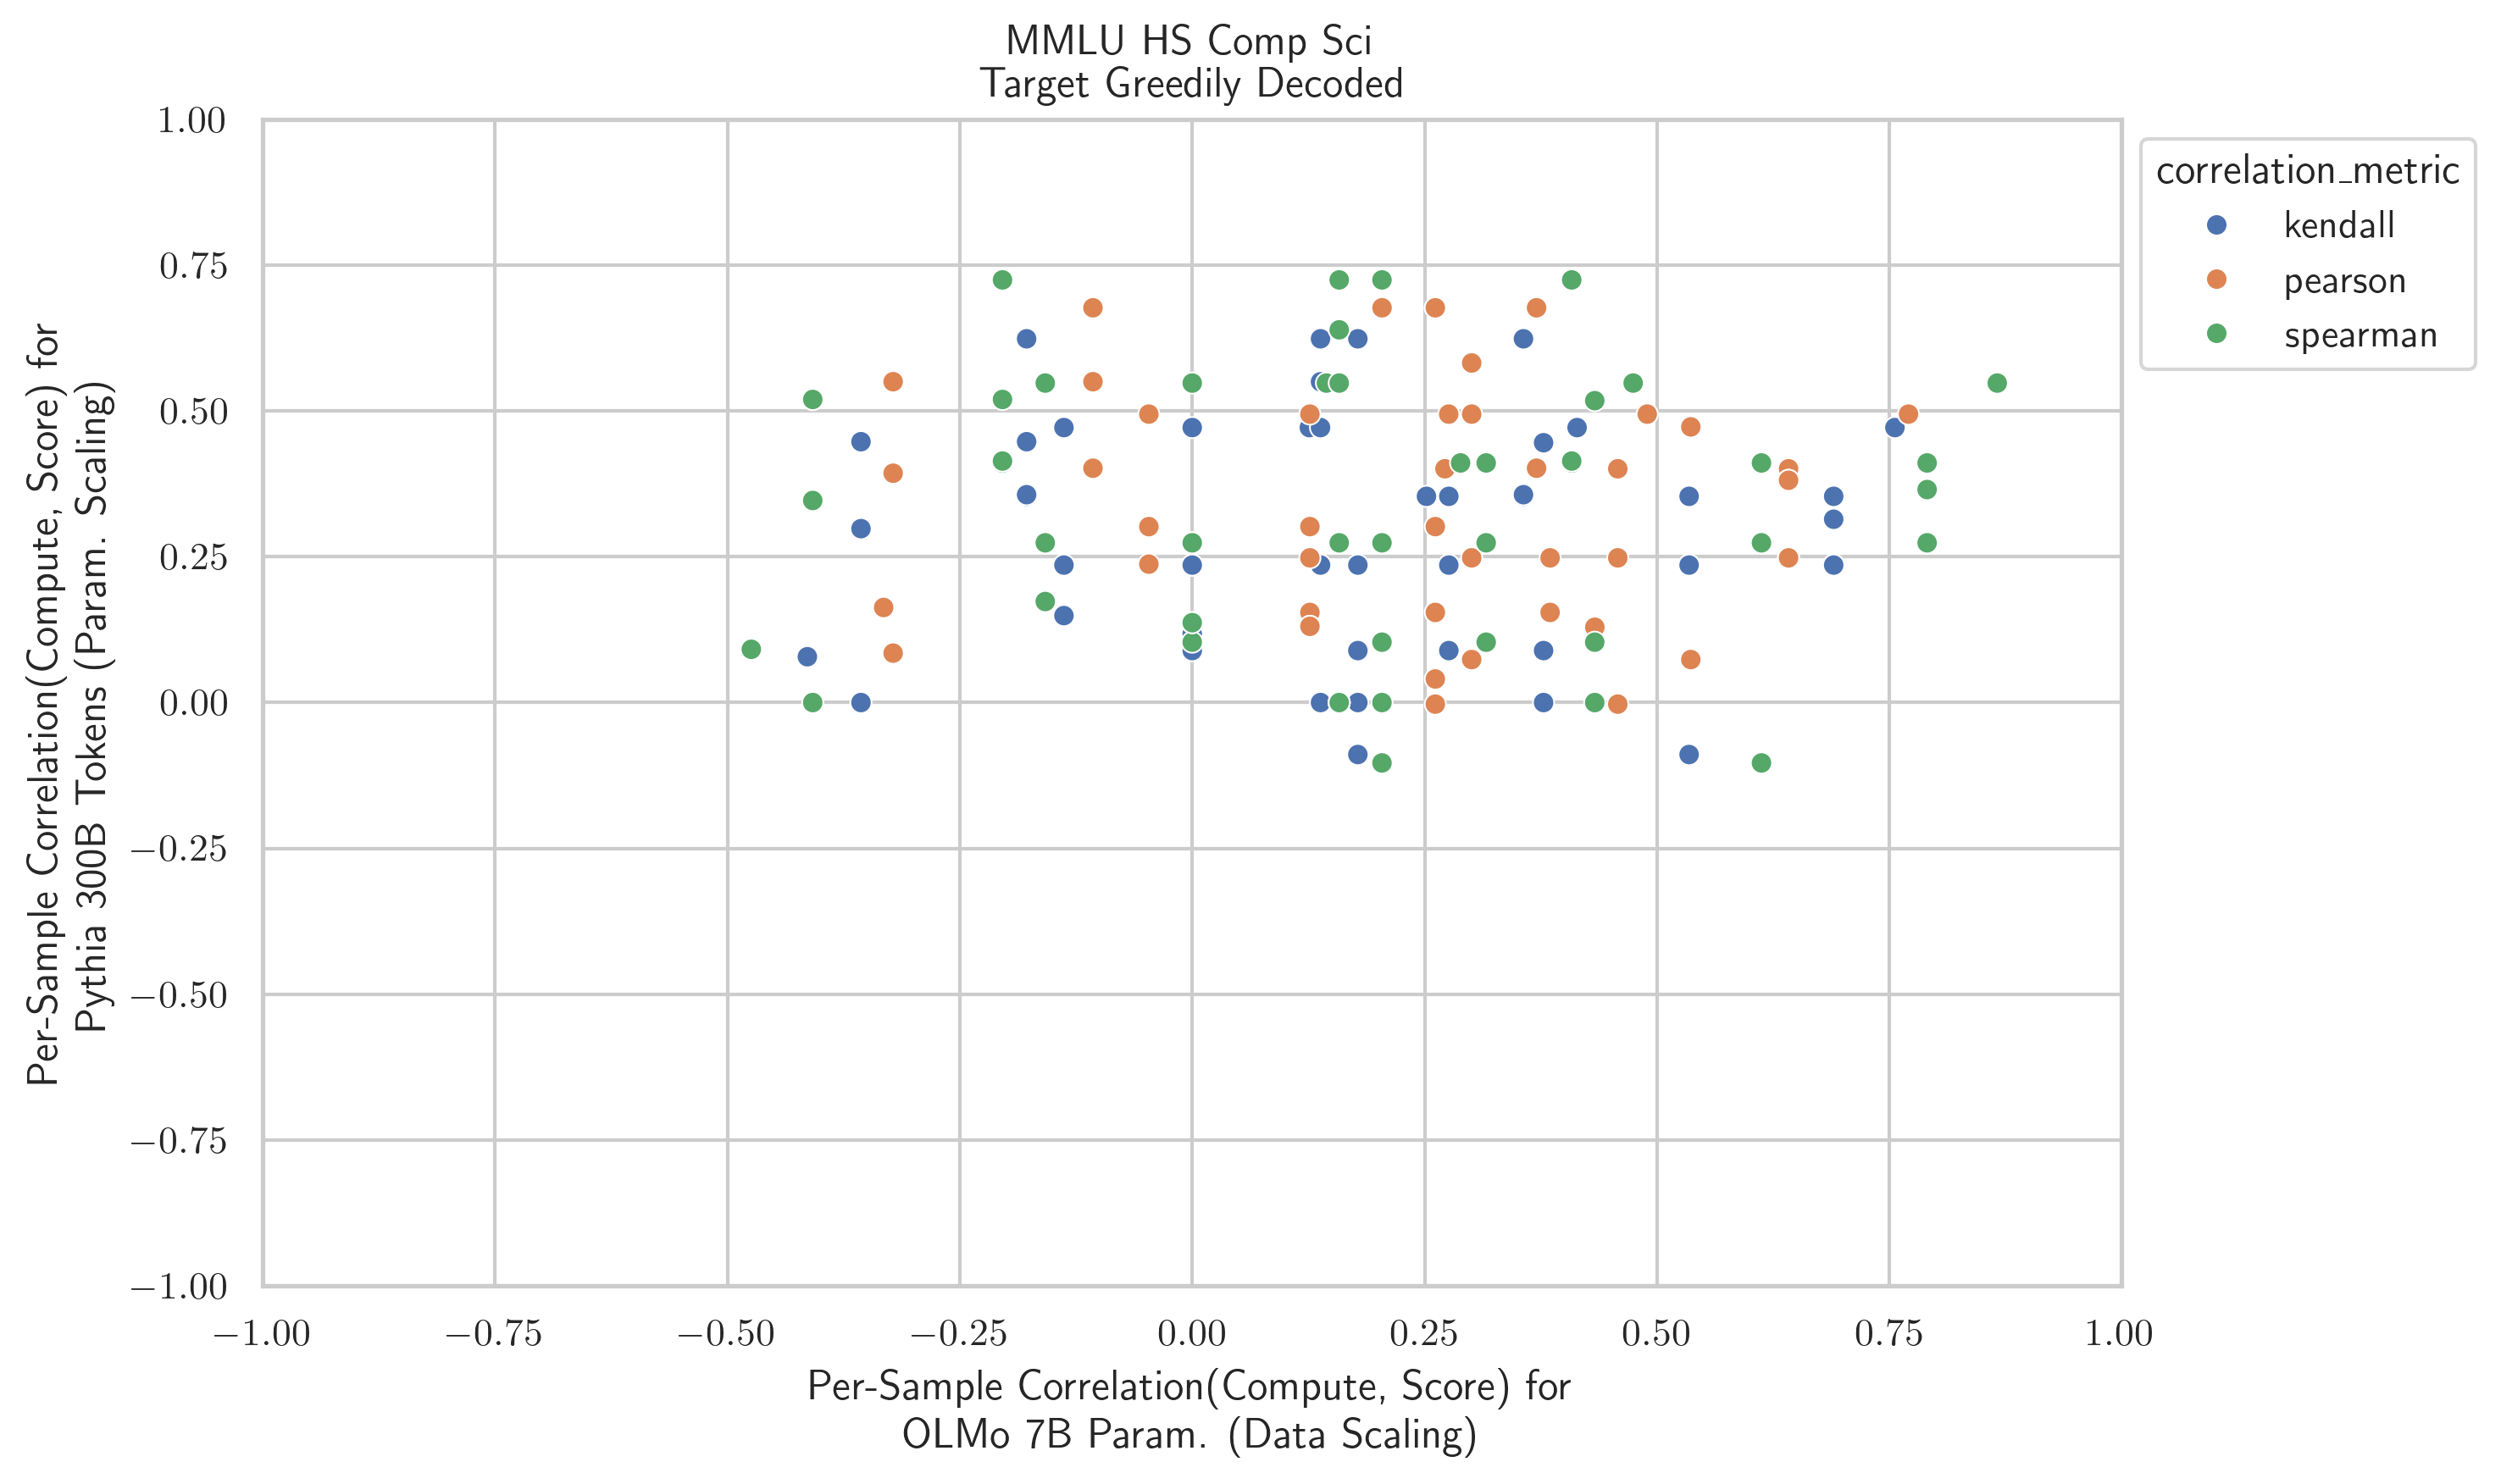 MMLU HS Comp Sci
Target Greedily Decoded
Per-Sample Correlation(Compute, Score) for
Pythia 300B Tokens (Param. Scaling)
1.00
0.75
0.50
0.25
0.00
−0.25
−0.50
−0.75
−1.00
−1.00 −0.75 −0.50 −0.25 0.00 0.25 0.50 0.75 1.00
Per-Sample Correlation(Compute, Score) for
OLMo 7B Param. (Data Scaling)
correlation_metric
kendall
pearson
spearman